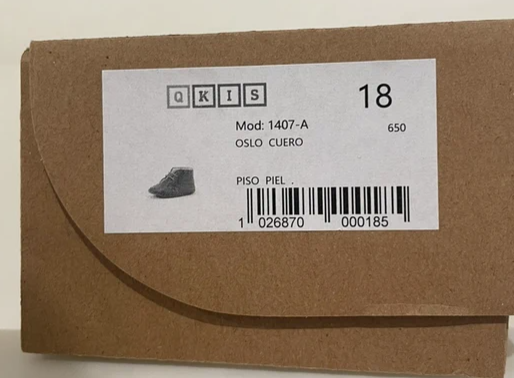 QKIS 18
Mod: 1407-A 650
OSLO CUERO
PISO PIEL .
1 026870 000185